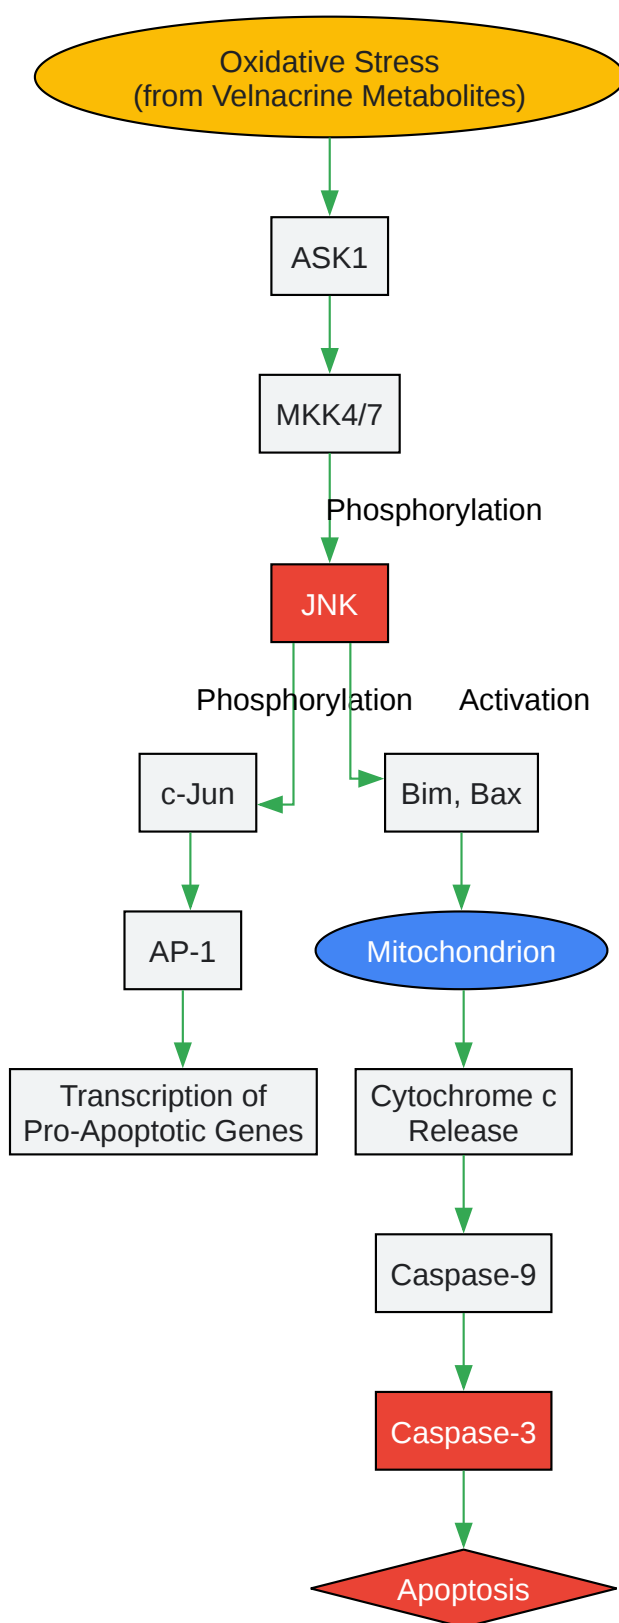 Oxidative Stress
(from Velnacrine Metabolites)
ASK1
MKK4/7
Phosphorylation
JNK
Phosphorylation
Activation
c-Jun
Bim, Bax
AP-1
Mitochondrion
Transcription of
Pro-Apoptotic Genes
Cytochrome c
Release
Caspase-9
Caspase-3
Apoptosis